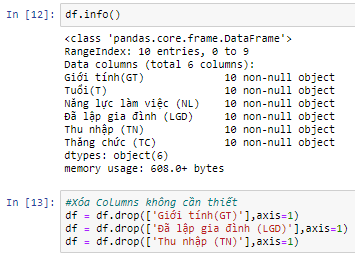 In [12]: df.info()
<class 'pandas.core.frame.DataFrame'>
RangeIndex: 10 entries, 0 to 9
Data columns (total 6 columns):
Giới tính(GT)              10 non-null object
Tuổi(T)                    10 non-null object
Năng lực làm việc (NL)     10 non-null object
Đã lập gia đình (LGD)      10 non-null object
Thu nhập (TN)              10 non-null object
Thăng chức (TC)            10 non-null object
dtypes: object(6)
memory usage: 608.0+ bytes
In [13]: #Xóa Columns không cần thiết
df = df.drop(['Giới tính(GT)'],axis=1)
df = df.drop(['Đã lập gia đình (LGD)'],axis=1)
df = df.drop(['Thu nhập (TN)'],axis=1)